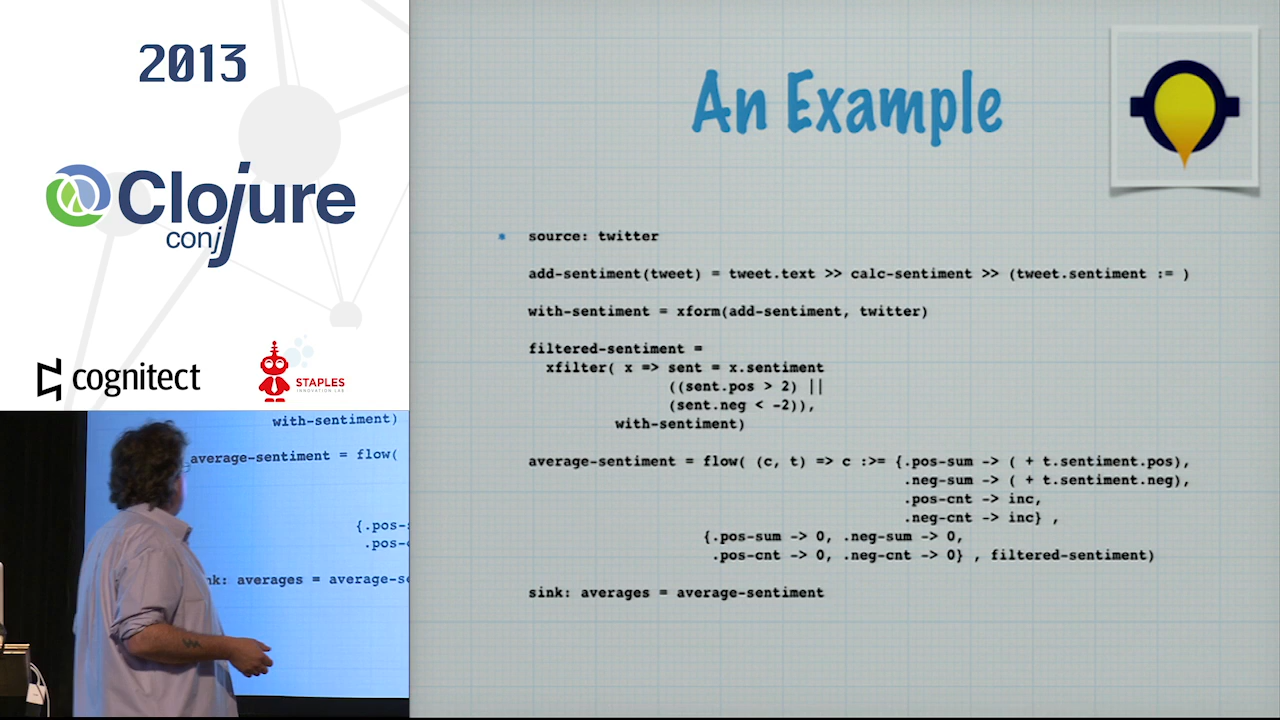 2013
Clojure
conj
cognitect
STAPLES
INNOVATION LAB
An Example
source: twitter
add-sentiment(tweet) = tweet.text >> calc-sentiment >> (tweet.sentiment := )
with-sentiment = xform(add-sentiment, twitter)
filtered-sentiment =
xfilter( x => sent = x.sentiment
((sent.pos > 2) ||
(sent.neg < -2)),
with-sentiment)
average-sentiment = flow( (c, t) => c :>= {.pos-sum -> ( + t.sentiment.pos),
.neg-sum -> ( + t.sentiment.neg),
.pos-cnt -> inc,
.neg-cnt -> inc} ,
{.pos-sum -> 0, .neg-sum -> 0,
.pos-cnt -> 0, .neg-cnt -> 0} , filtered-sentiment)
sink: averages = average-sentiment
with-sentiment)
average-sentiment = flow(
{.pos-s
.pos-c
nk: averages = average-se